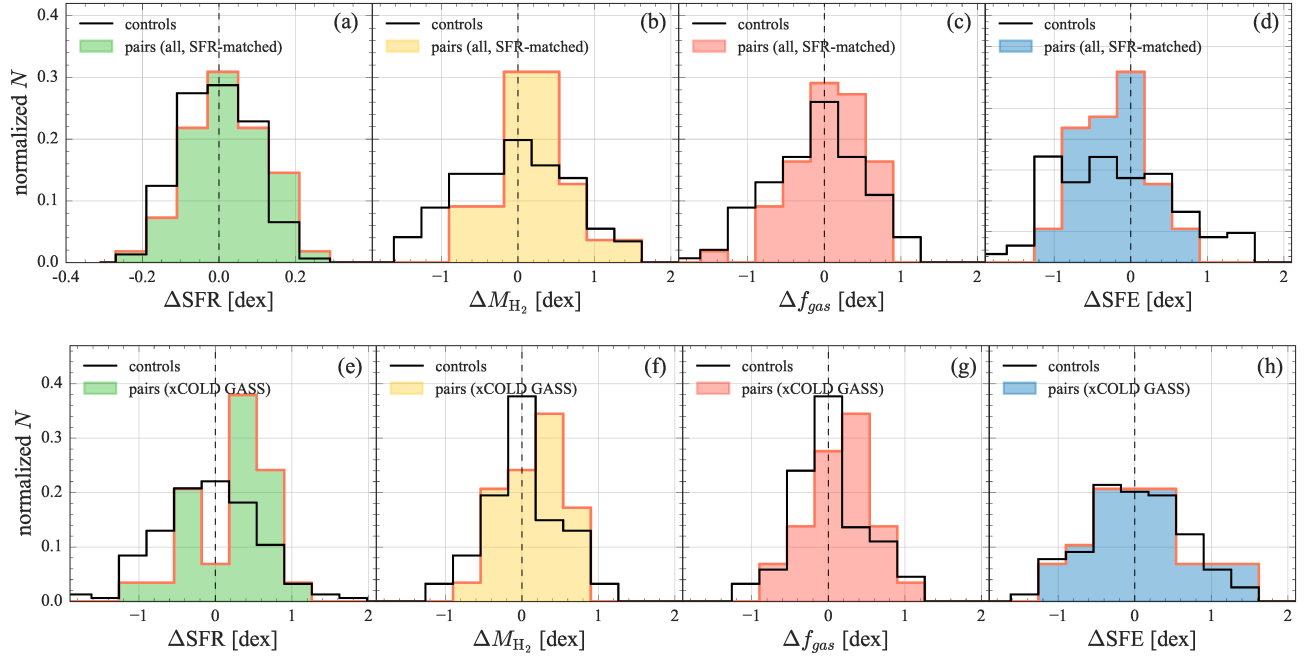 controls
pairs (all, SFR-matched)
(a)
controls
pairs (all, SFR-matched)
(b)
controls
pairs (all, SFR-matched)
(c)
controls
pairs (all, SFR-matched)
(d)
normalized N
0.4
0.3
0.2
0.1
0.0
-0.4 -0.2 0.0 0.2
−1 0 1 2
−1 0 1 2
−1 0 1 2
ΔSFR [dex]
ΔM_H₂ [dex]
Δf_gas [dex]
ΔSFE [dex]
controls
pairs (xCOLD GASS)
(e)
controls
pairs (xCOLD GASS)
(f)
controls
pairs (xCOLD GASS)
(g)
controls
pairs (xCOLD GASS)
(h)
normalized N
0.4
0.3
0.2
0.1
0.0
−1 0 1 2
−1 0 1 2
−1 0 1 2
−1 0 1 2
ΔSFR [dex]
ΔM_H₂ [dex]
Δf_gas [dex]
ΔSFE [dex]